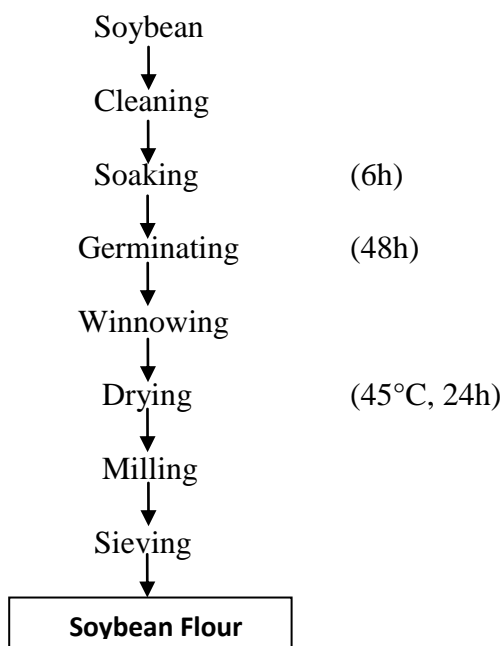 Soybean
Cleaning
Soaking (6h)
Germinating (48h)
Winnowing
Drying (45°C, 24h)
Milling
Sieving
Soybean Flour